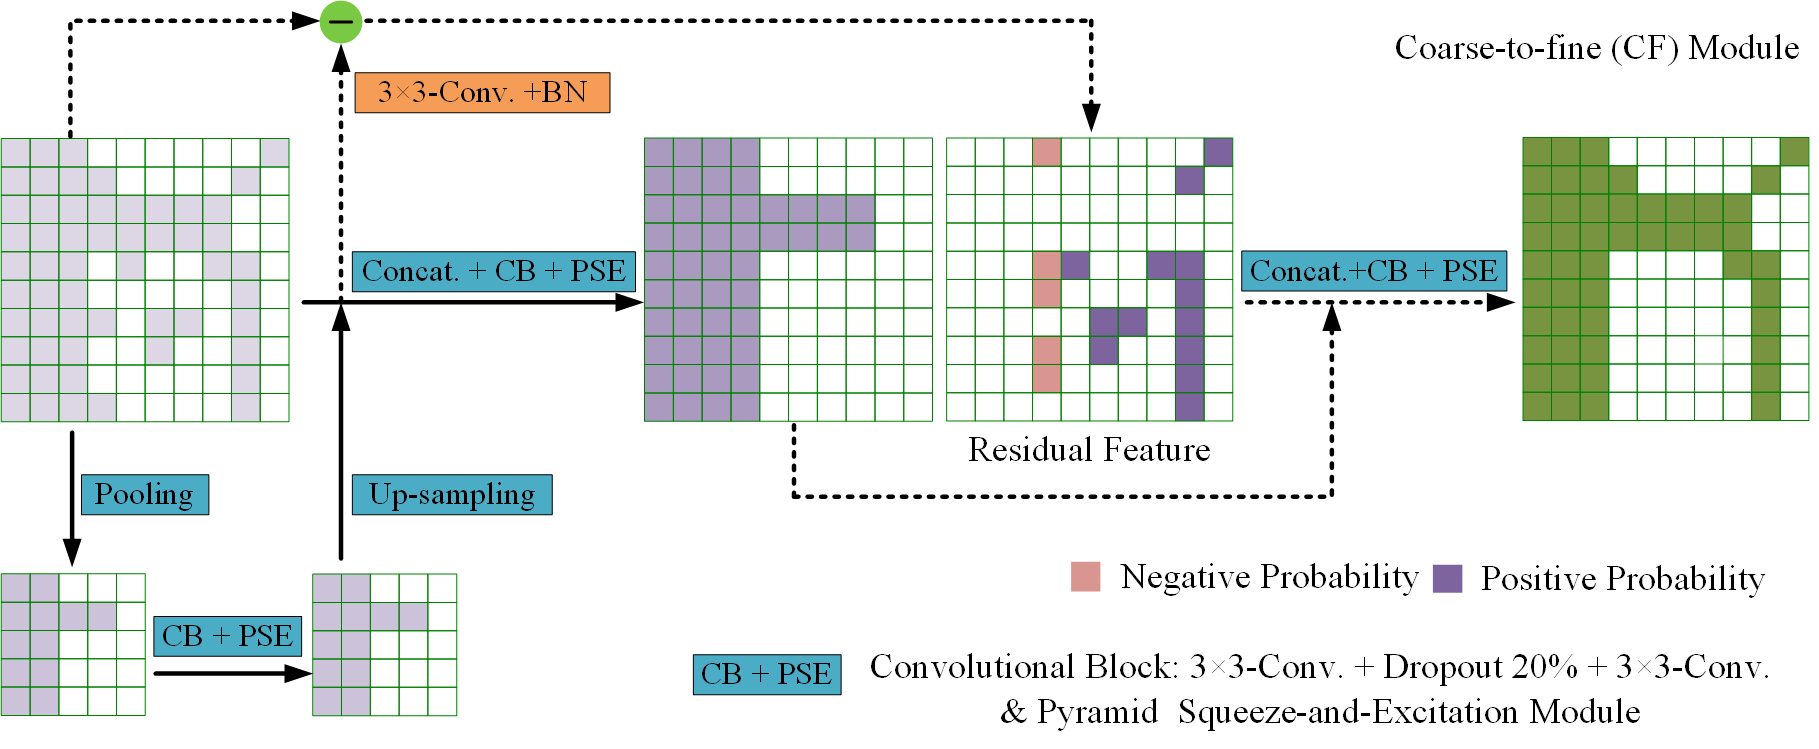 Coarse-to-fine (CF) Module
3×3-Conv. +BN
Concat. + CB + PSE
Concat.+CB + PSE
Residual Feature
Pooling
Up-sampling
Negative Probability
Positive Probability
CB + PSE
CB + PSE
Convolutional Block: 3×3-Conv. + Dropout 20% + 3×3-Conv.
& Pyramid Squeeze-and-Excitation Module